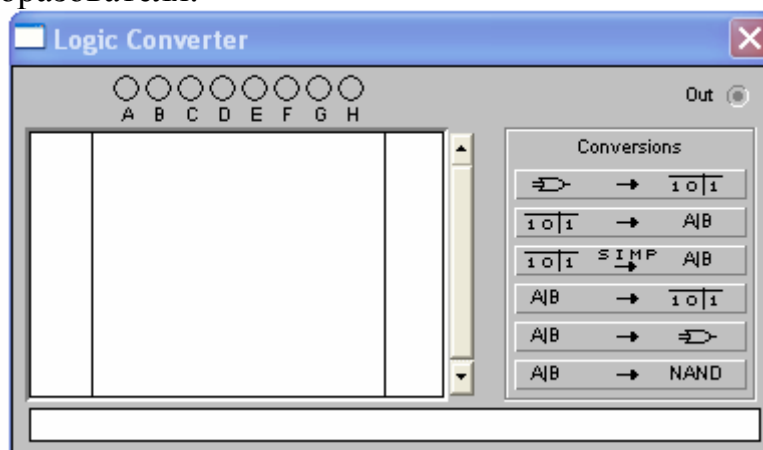 Logic Converter
A B C D E F G H
Out
Conversions
→ 1 0 1
1 0 1 → A|B
1 0 1 SIMP → A|B
A|B → 1 0 1
A|B →
A|B → NAND